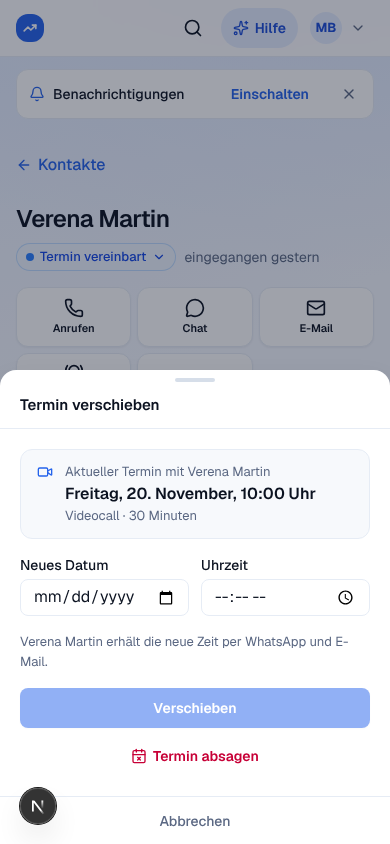 Hilfe
MB
Benachrichtigungen
Einschalten
Kontakte
Verena Martin
Termin vereinbart
eingegangen gestern
Anrufen
Chat
E-Mail
Termin verschieben
Aktueller Termin mit Verena Martin
Freitag, 20. November, 10:00 Uhr
Videocall · 30 Minuten
Neues Datum
Uhrzeit
mm/dd/yyyy
--:-- --
Verena Martin erhält die neue Zeit per WhatsApp und E-
Mail.
Verschieben
Termin absagen
N
Abbrechen